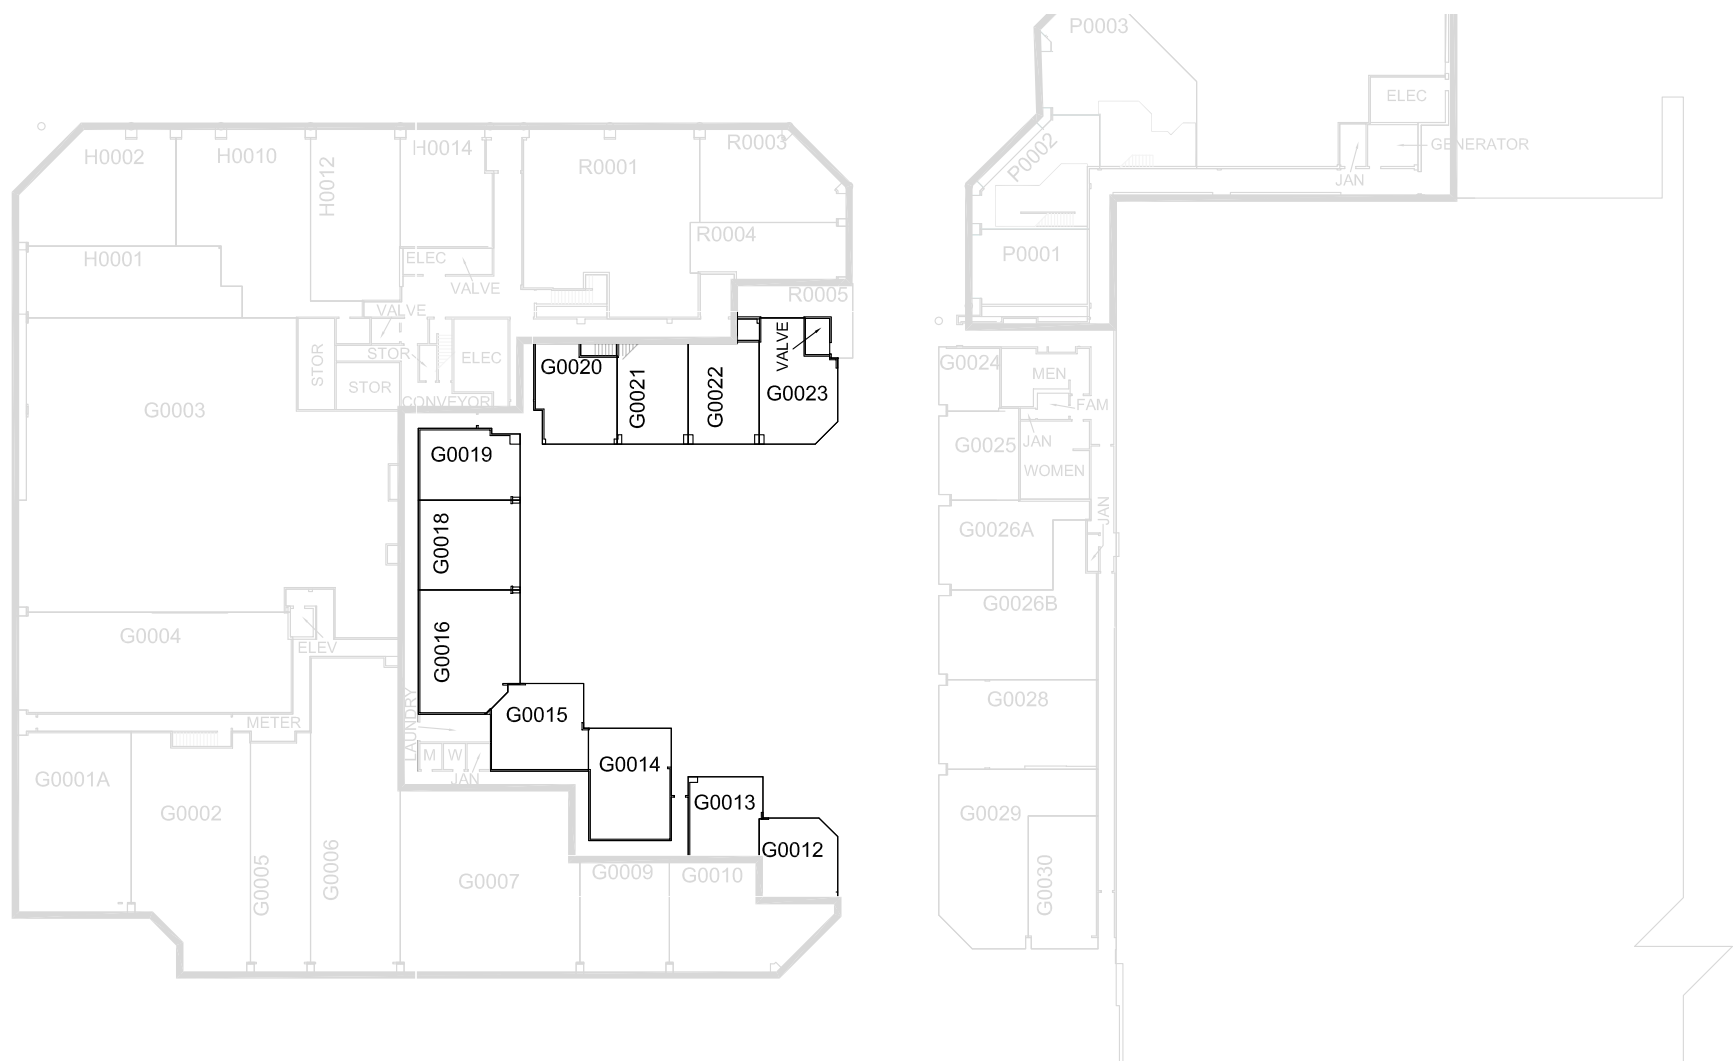 P0003
ELEC
GENERATOR
JAN
P0002
P0001
H0002
H0010
H0012
H0014
R0001
R0003
R0004
R0005
H0001
ELEC
VALVE
VALVE
STOR
STOR
STOR
ELEC
CONVEYOR
VALVE
G0020
G0021
G0022
G0023
G0003
G0019
G0018
G0016
G0015
G0014
G0013
G0012
G0004
ELEV
METER
LAUNDRY
M
W
JAN
G0001A
G0002
G0005
G0006
G0007
G0009
G0010
G0024
MEN
FAM
JAN
G0025
WOMEN
JAN
G0026A
G0026B
G0028
G0029
G0030